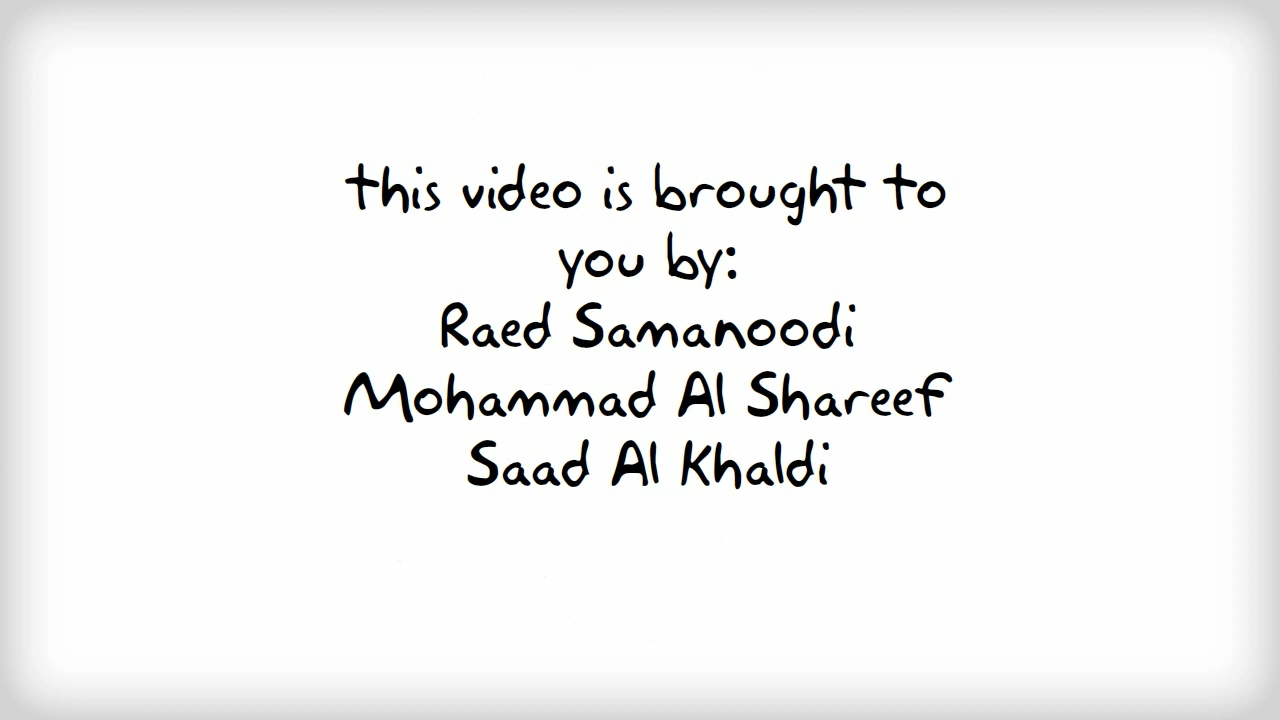 this video is brought to
you by:
Raed Samanoodi
Mohammad Al Shareef
Saad Al Khaldi